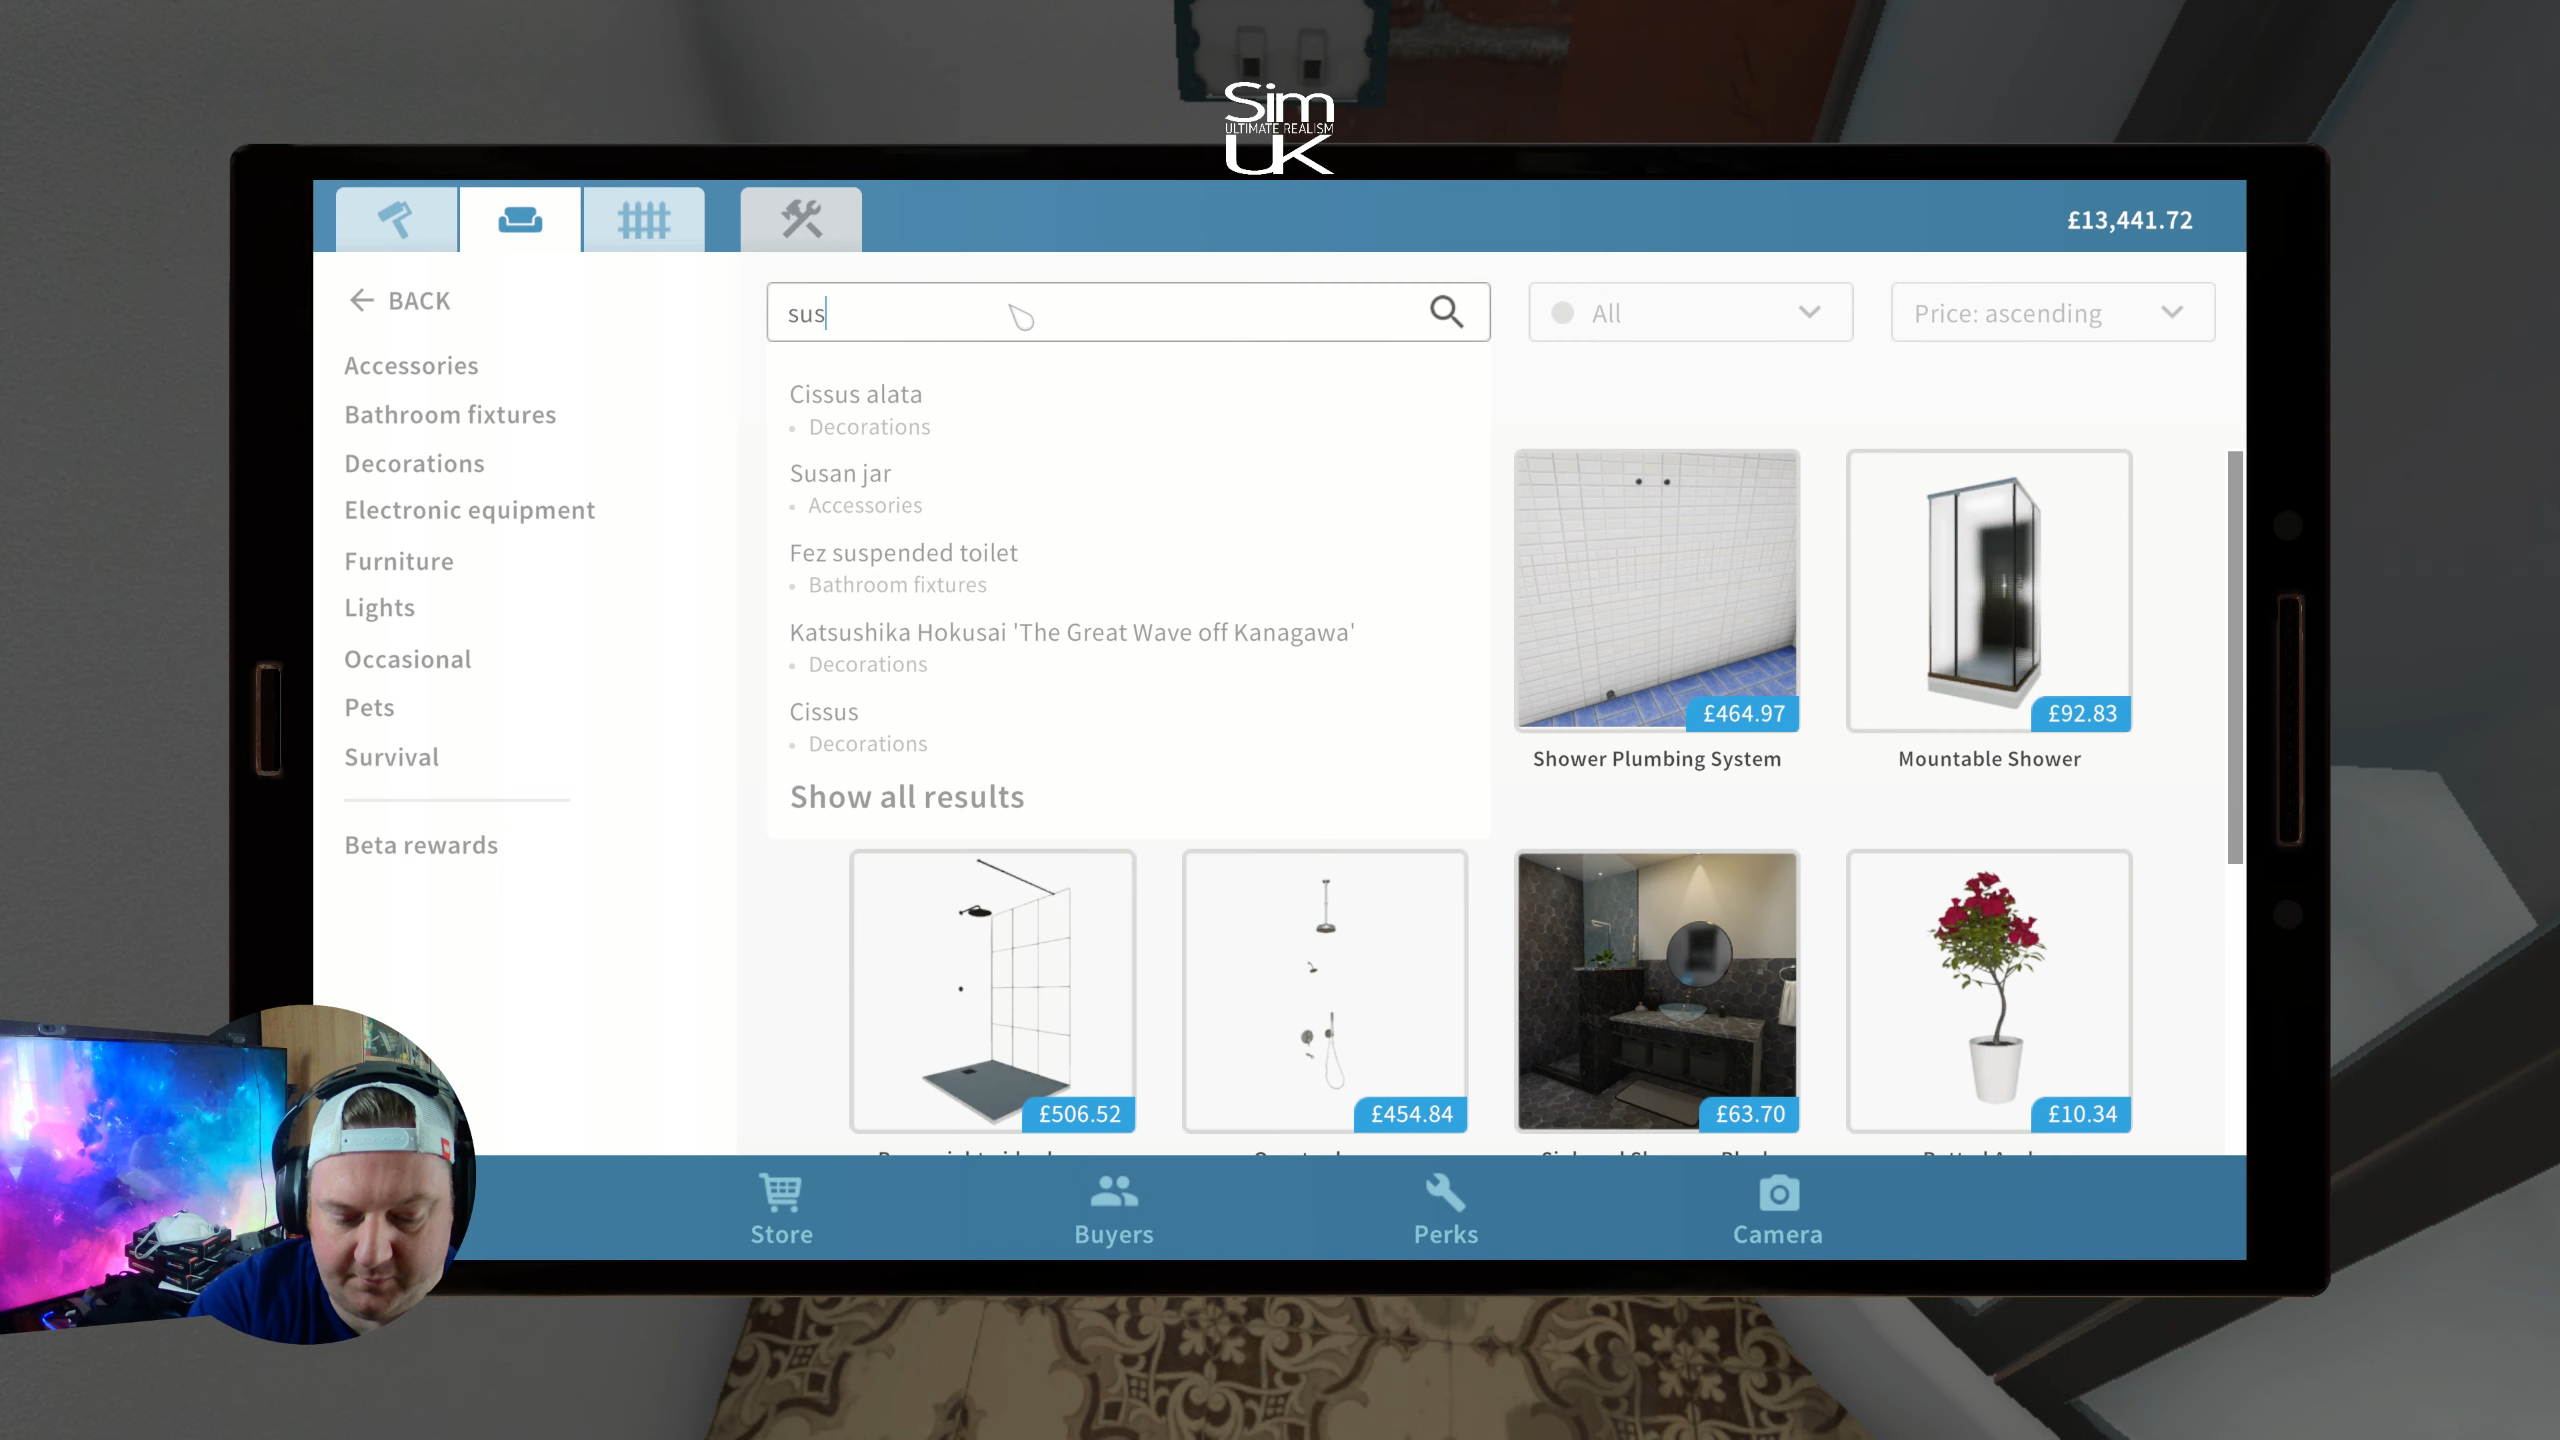 Sim
ULTIMATE REALISM
UK
£13,441.72
BACK
sus
All
Price: ascending
Accessories
Bathroom fixtures
Decorations
Electronic equipment
Furniture
Lights
Occasional
Pets
Survival
Beta rewards
Cissus alata
• Decorations
Susan jar
• Accessories
Fez suspended toilet
• Bathroom fixtures
Katsushika Hokusai 'The Great Wave off Kanagawa'
• Decorations
Cissus
• Decorations
Show all results
£464.97
£92.83
Shower Plumbing System
Mountable Shower
£506.52
£454.84
£63.70
£10.34
Store
Buyers
Perks
Camera